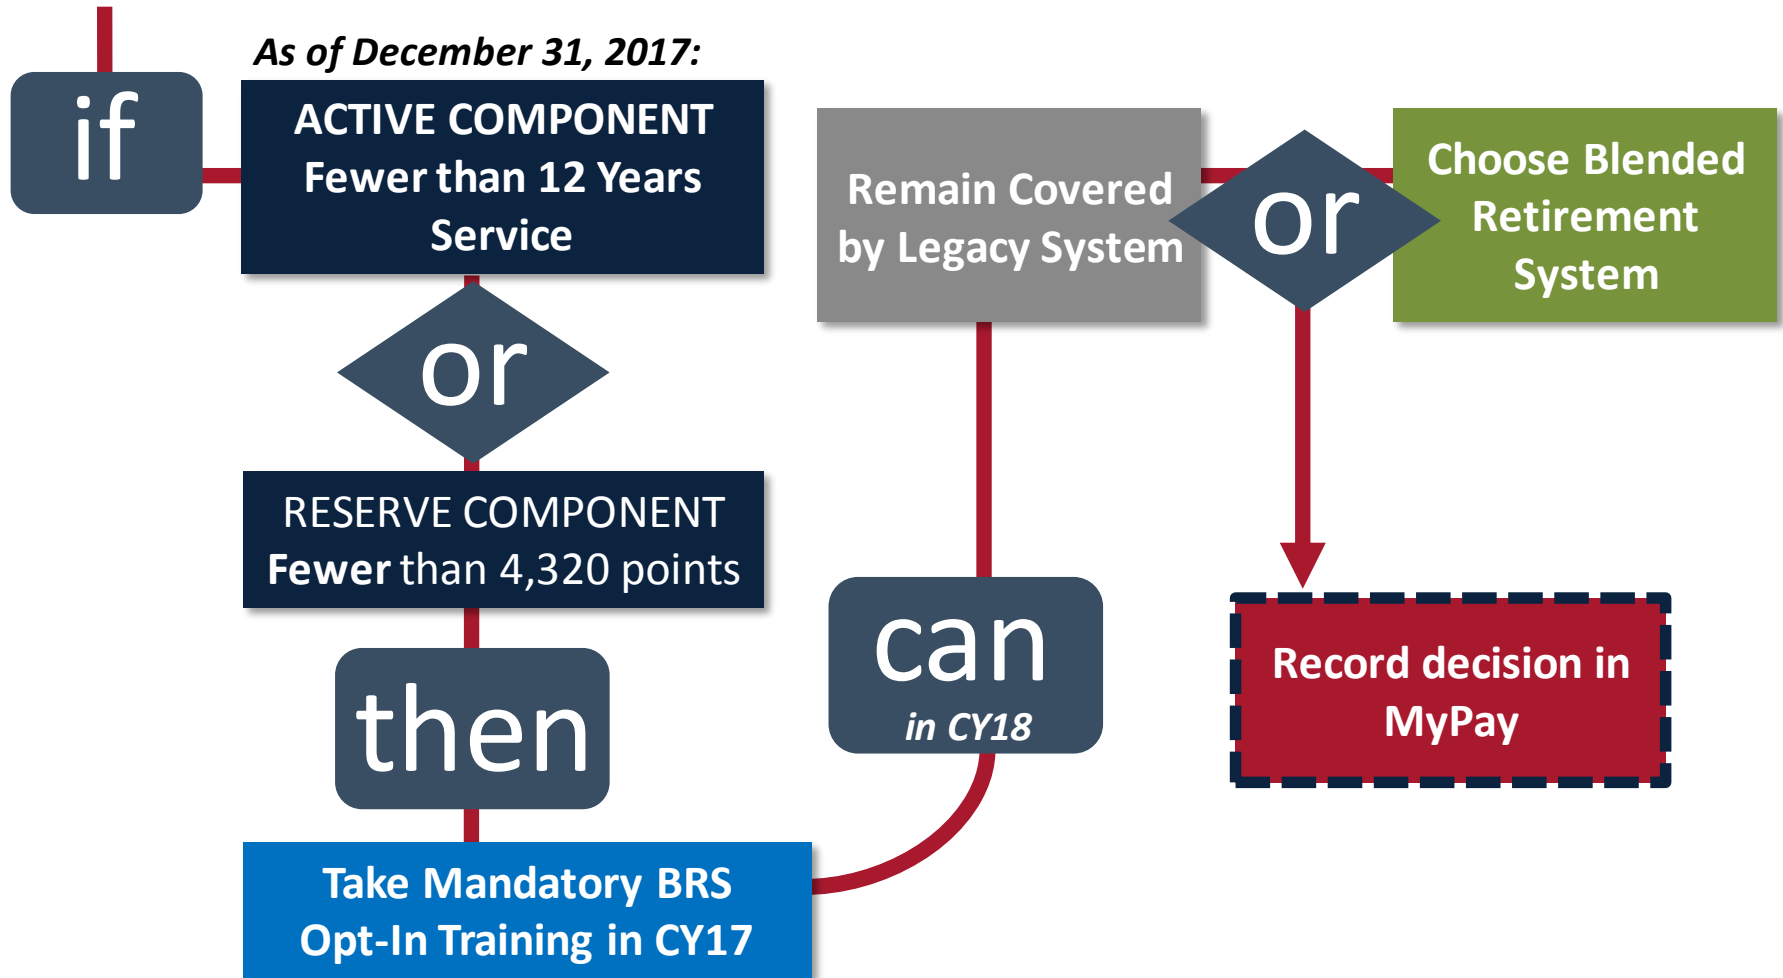 As of December 31, 2017:
if
ACTIVE COMPONENT
Fewer than 12 Years
Service
or
RESERVE COMPONENT
Fewer than 4,320 points
then
Take Mandatory BRS
Opt-In Training in CY17
can
in CY18
Remain Covered
by Legacy System
or
Choose Blended
Retirement
System
Record decision in
MyPay